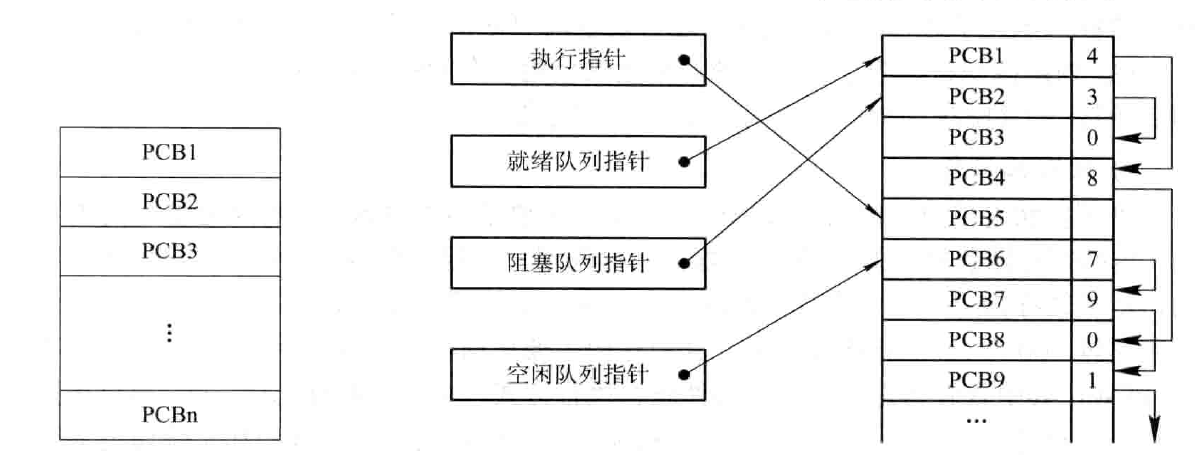 PCB1
PCB2
PCB3
⋮
PCBn
执行指针
就绪队列指针
阻塞队列指针
空闲队列指针
PCB1 4
PCB2 3
PCB3 0
PCB4 8
PCB5
PCB6 7
PCB7 9
PCB8 0
PCB9 1
…